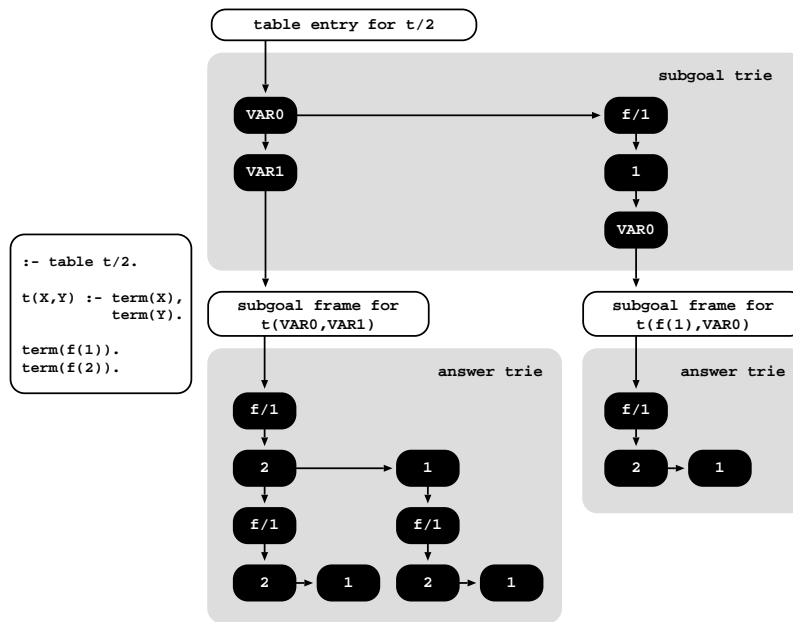 table entry for t/2
subgoal trie
VAR0
f/1
VAR1
1
VAR0
:- table t/2.
t(X,Y) :- term(X),
term(Y).
term(f(1)).
term(f(2)).
subgoal frame for
t(VAR0,VAR1)
subgoal frame for
t(f(1),VAR0)
answer trie
answer trie
f/1
f/1
2
1
2
1
f/1
f/1
2
1
2
1